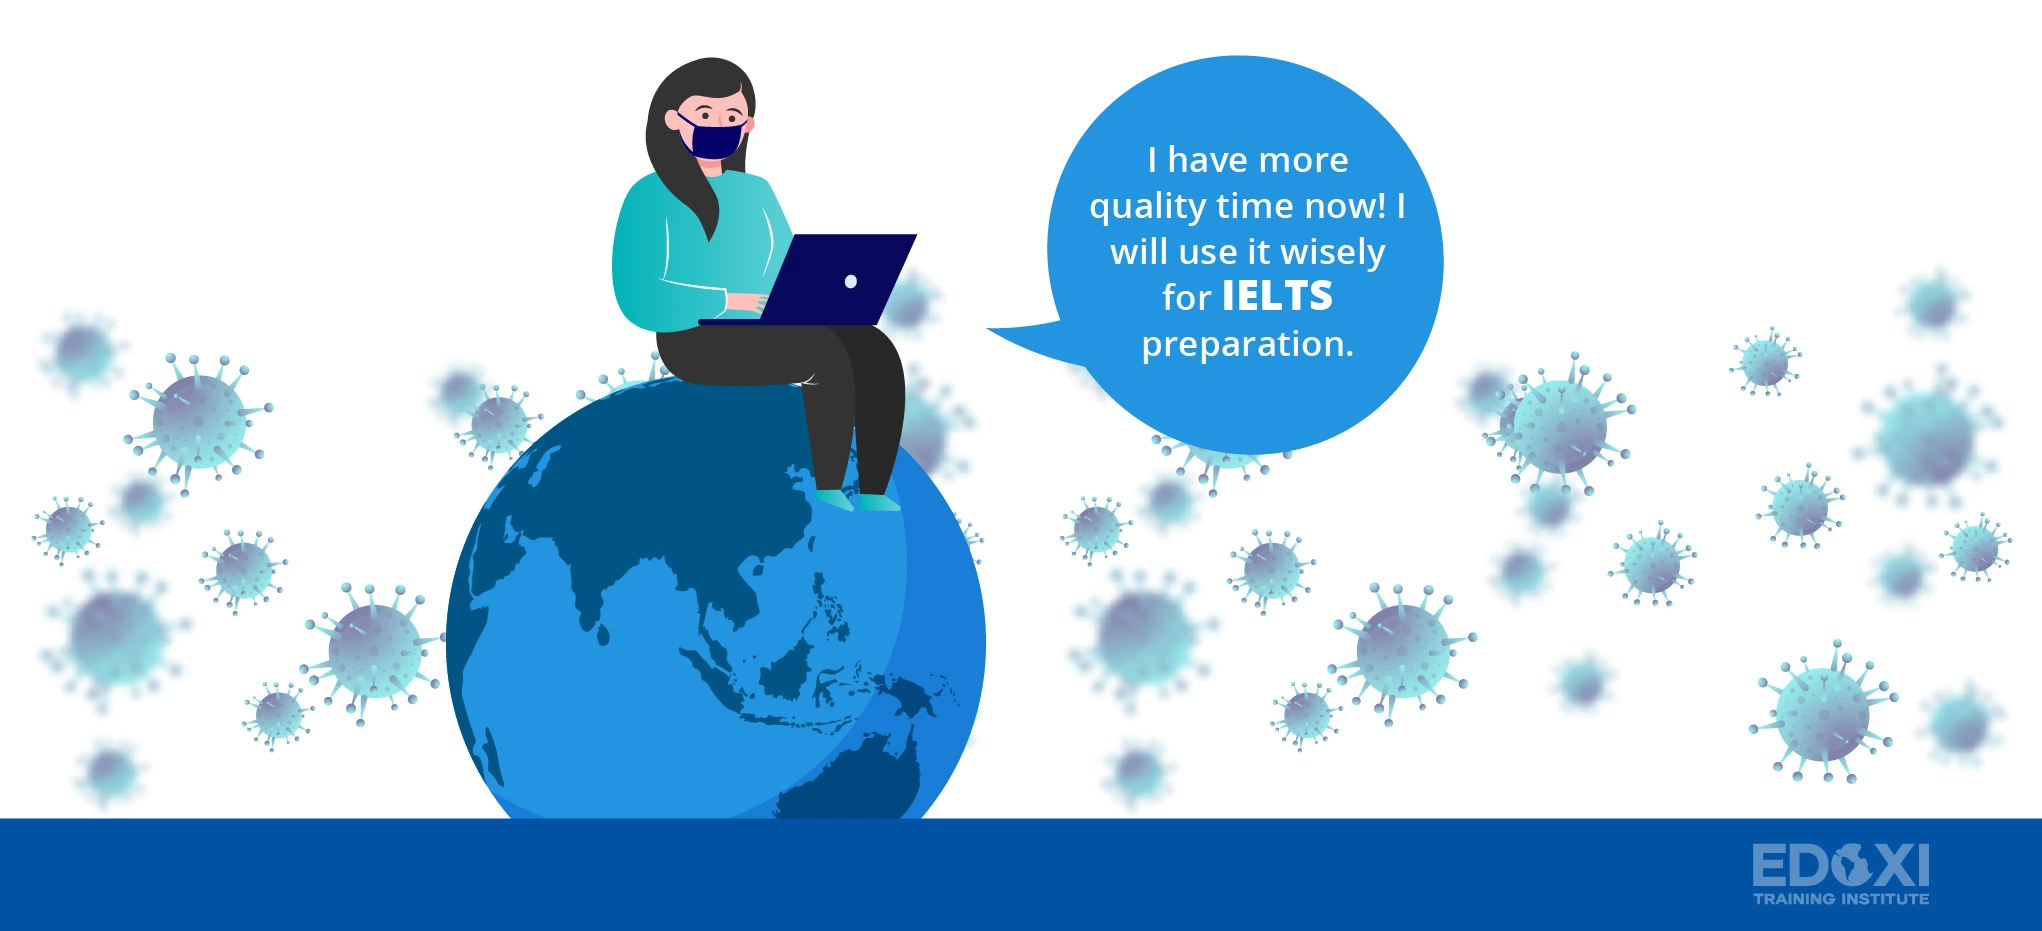 I have more
quality time now! I
will use it wisely
for IELTS
preparation.
EDOXI
TRAINING INSTITUTE